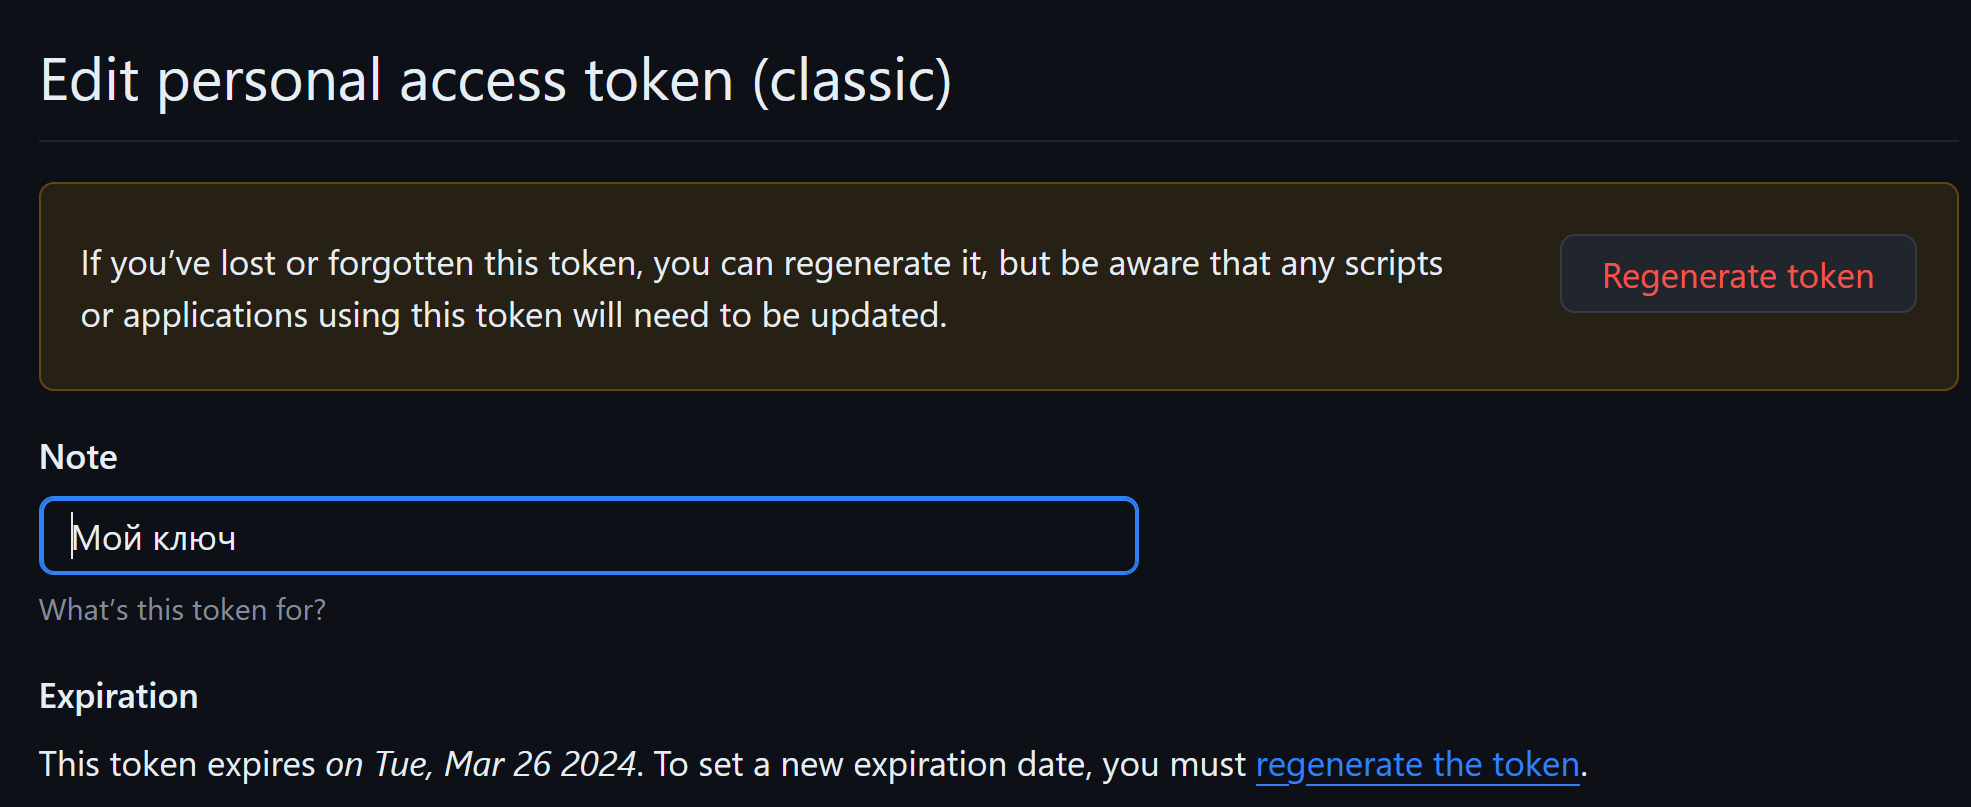 Edit personal access token (classic)
If you’ve lost or forgotten this token, you can regenerate it, but be aware that any scripts
or applications using this token will need to be updated.
Regenerate token
Note
Мой ключ
What’s this token for?
Expiration
This token expires on Tue, Mar 26 2024. To set a new expiration date, you must regenerate the token.